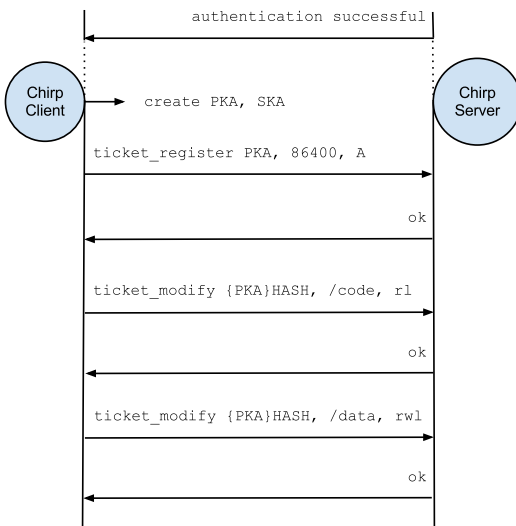 authentication successful
Chirp
Client
create PKA, SKA
Chirp
Server
ticket_register PKA, 86400, A
ok
ticket_modify {PKA}HASH, /code, rl
ok
ticket_modify {PKA}HASH, /data, rwl
ok